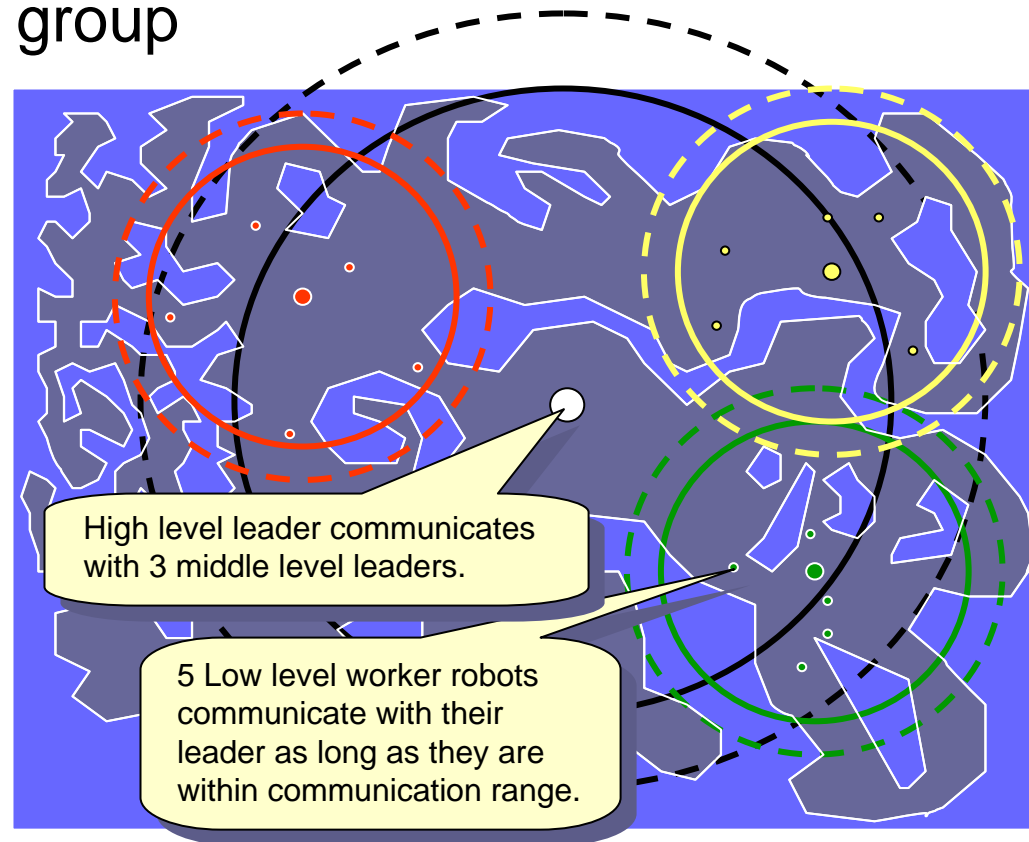 group
High level leader communicates
with 3 middle level leaders.
5 Low level worker robots
communicate with their
leader as long as they are
within communication range.